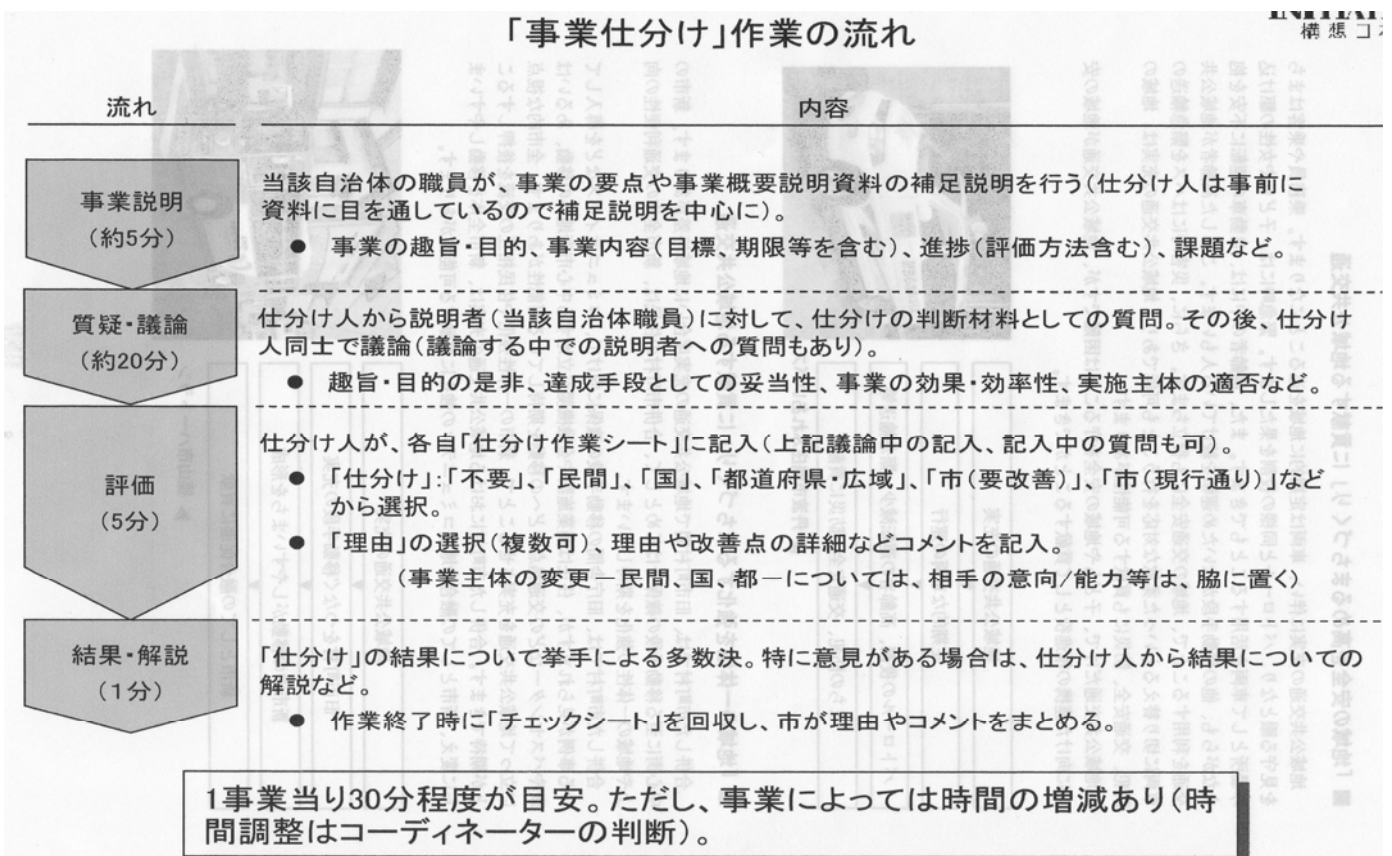 「事業仕分け」作業の流れ
構想日
流れ
内容
事業説明
(約5分)
当該自治体の職員が、事業の要点や事業概要説明資料の補足説明を行う(仕分け人は事前に
資料に目を通しているので補足説明を中心に)。
● 事業の趣旨・目的、事業内容(目標、期限等を含む)、進捗(評価方法含む)、課題など。
質疑・議論
(約20分)
仕分け人から説明者(当該自治体職員)に対して、仕分けの判断材料としての質問。その後、仕分け
人同士で議論(議論する中での説明者への質問もあり)。
● 趣旨・目的の是非、達成手段としての妥当性、事業の効果・効率性、実施主体の適否など。
評価
(5分)
仕分け人が、各自「仕分け作業シート」に記入(上記議論中の記入、記入中の質問も可)。
● 「仕分け」:「不要」、「民間」、「国」、「都道府県・広域」、「市(要改善)」、「市(現行通り)」など
から選択。
● 「理由」の選択(複数可)、理由や改善点の詳細などコメントを記入。
(事業主体の変更-民間、国、都-については、相手の意向/能力等は、脇に置く)
結果・解説
(1分)
「仕分け」の結果について挙手による多数決。特に意見がある場合は、仕分け人から結果についての
解説など。
● 作業終了時に「チェックシート」を回収し、市が理由やコメントをまとめる。
1事業当り30分程度が目安。ただし、事業によっては時間の増減あり(時
間調整はコーディネーターの判断)。